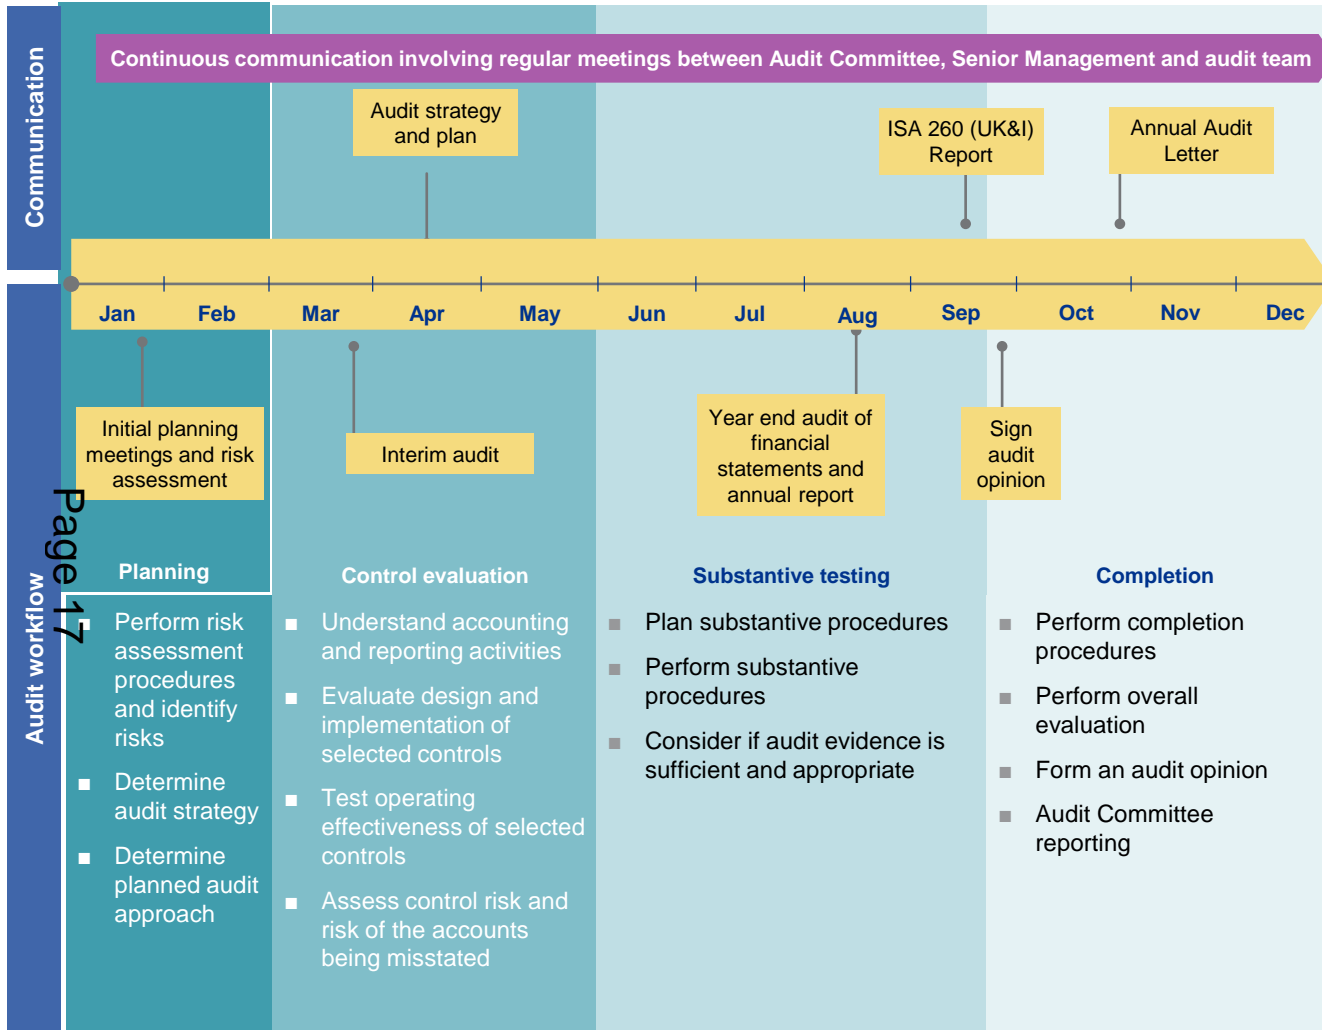 Communication
Continuous communication involving regular meetings between Audit Committee, Senior Management and audit team
Audit strategy
and plan
ISA 260 (UK&I)
Report
Annual Audit
Letter
Jan
Feb
Mar
Apr
May
Jun
Jul
Aug
Sep
Oct
Nov
Dec
Initial planning
meetings and risk
assessment
Interim audit
Year end audit of
financial
statements and
annual report
Sign
audit
opinion
Page 17
Audit workflow
Planning
■ Perform risk
assessment
procedures
and identify
risks
■ Determine
audit strategy
■ Determine
planned audit
approach
Control evaluation
■ Understand accounting
and reporting activities
■ Evaluate design and
implementation of
selected controls
■ Test operating
effectiveness of selected
controls
■ Assess control risk and
risk of the accounts
being misstated
Substantive testing
■ Plan substantive procedures
■ Perform substantive
procedures
■ Consider if audit evidence is
sufficient and appropriate
Completion
■ Perform completion
procedures
■ Perform overall
evaluation
■ Form an audit opinion
■ Audit Committee
reporting